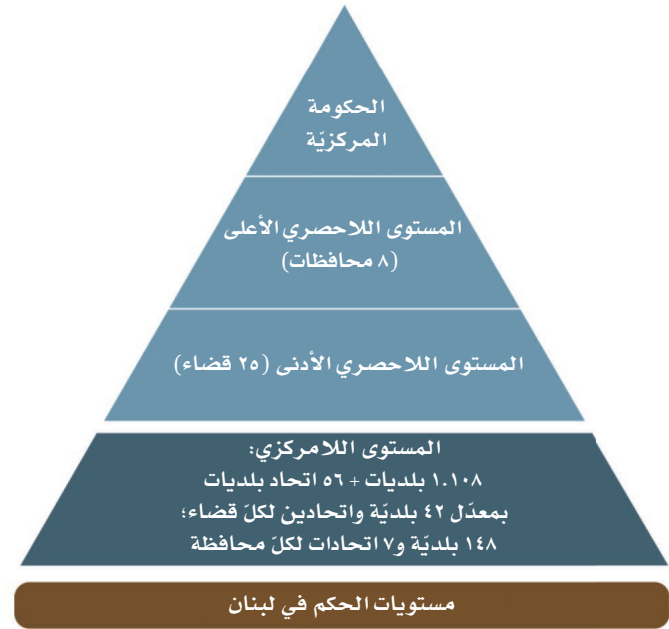 الحكومة
المركزيّة
المستوى اللاحصري الأعلى
(٨ محافظات)
المستوى اللاحصري الأدنى (٢٥ قضاء)
المستوى اللامركزي:
١.١٠٨ بلديات + ٥٦ اتحاد بلديات
بمعدّل ٤٢ بلديّة واتحادين لكلّ قضاء؛
١٤٨ بلديّة و٧ اتحادات لكلّ محافظة
مستويات الحكم في لبنان